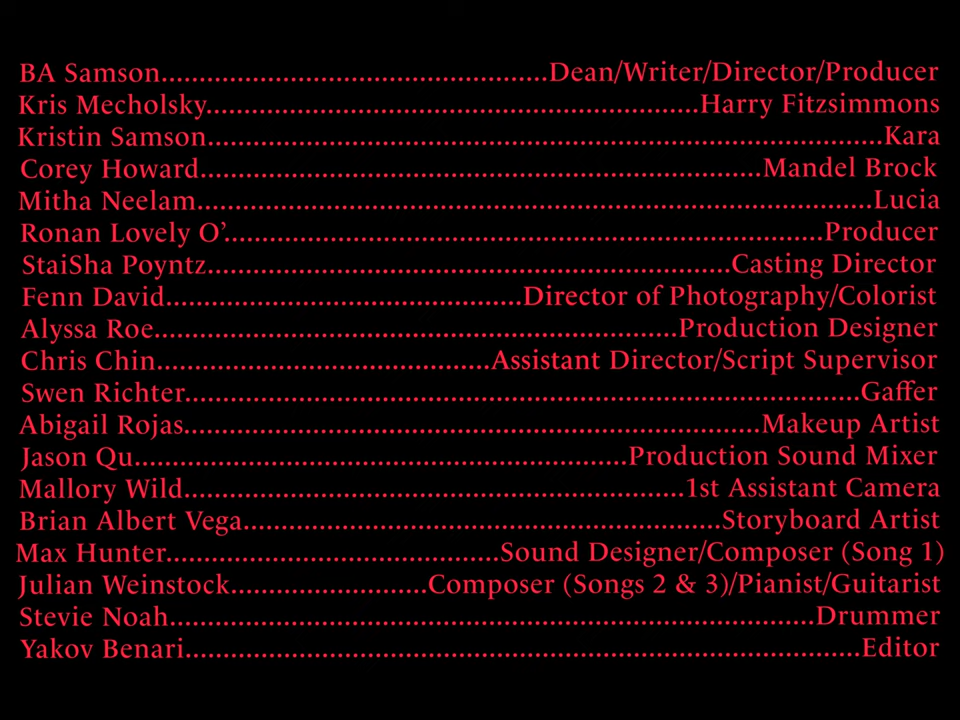 BA Samson....................................................Dean/Writer/Director/Producer
Kris Mecholsky..................................................................Harry Fitzsimmons
Kristin Samson..........................................................................................Kara
Corey Howard...........................................................................Mandel Brock
Mitha Neelam..........................................................................................Lucia
Ronan Lovely O’................................................................................Producer
StaiSha Poyntz......................................................................Casting Director
Fenn David................................................Director of Photography/Colorist
Alyssa Roe......................................................................Production Designer
Chris Chin.............................................Assistant Director/Script Supervisor
Swen Richter..........................................................................................Gaffer
Abigail Rojas.............................................................................Makeup Artist
Jason Qu..................................................................Production Sound Mixer
Mallory Wild...................................................................1st Assistant Camera
Brian Albert Vega................................................................Storyboard Artist
Max Hunter.............................................Sound Designer/Composer (Song 1)
Julian Weinstock..........................Composer (Songs 2 & 3)/Pianist/Guitarist
Stevie Noah......................................................................................Drummer
Yakov Benari..........................................................................................Editor